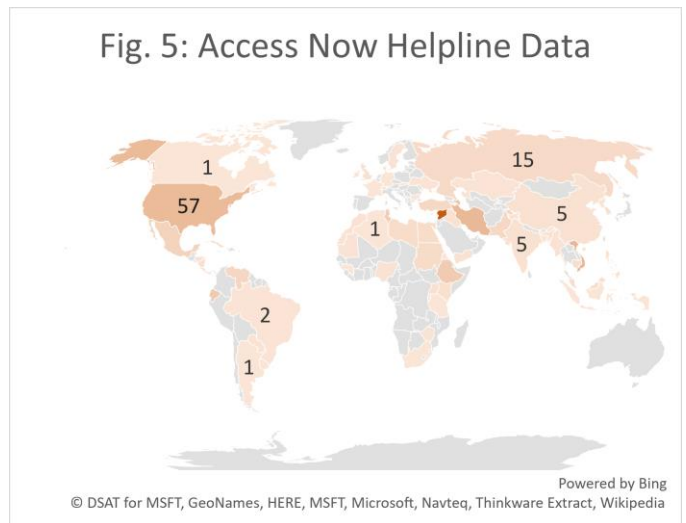 Fig. 5: Access Now Helpline Data
15
1
57
5
1
5
2
1
Powered by Bing
© DSAT for MSFT, GeoNames, HERE, MSFT, Microsoft, Navteq, Thinkware Extract, Wikipedia